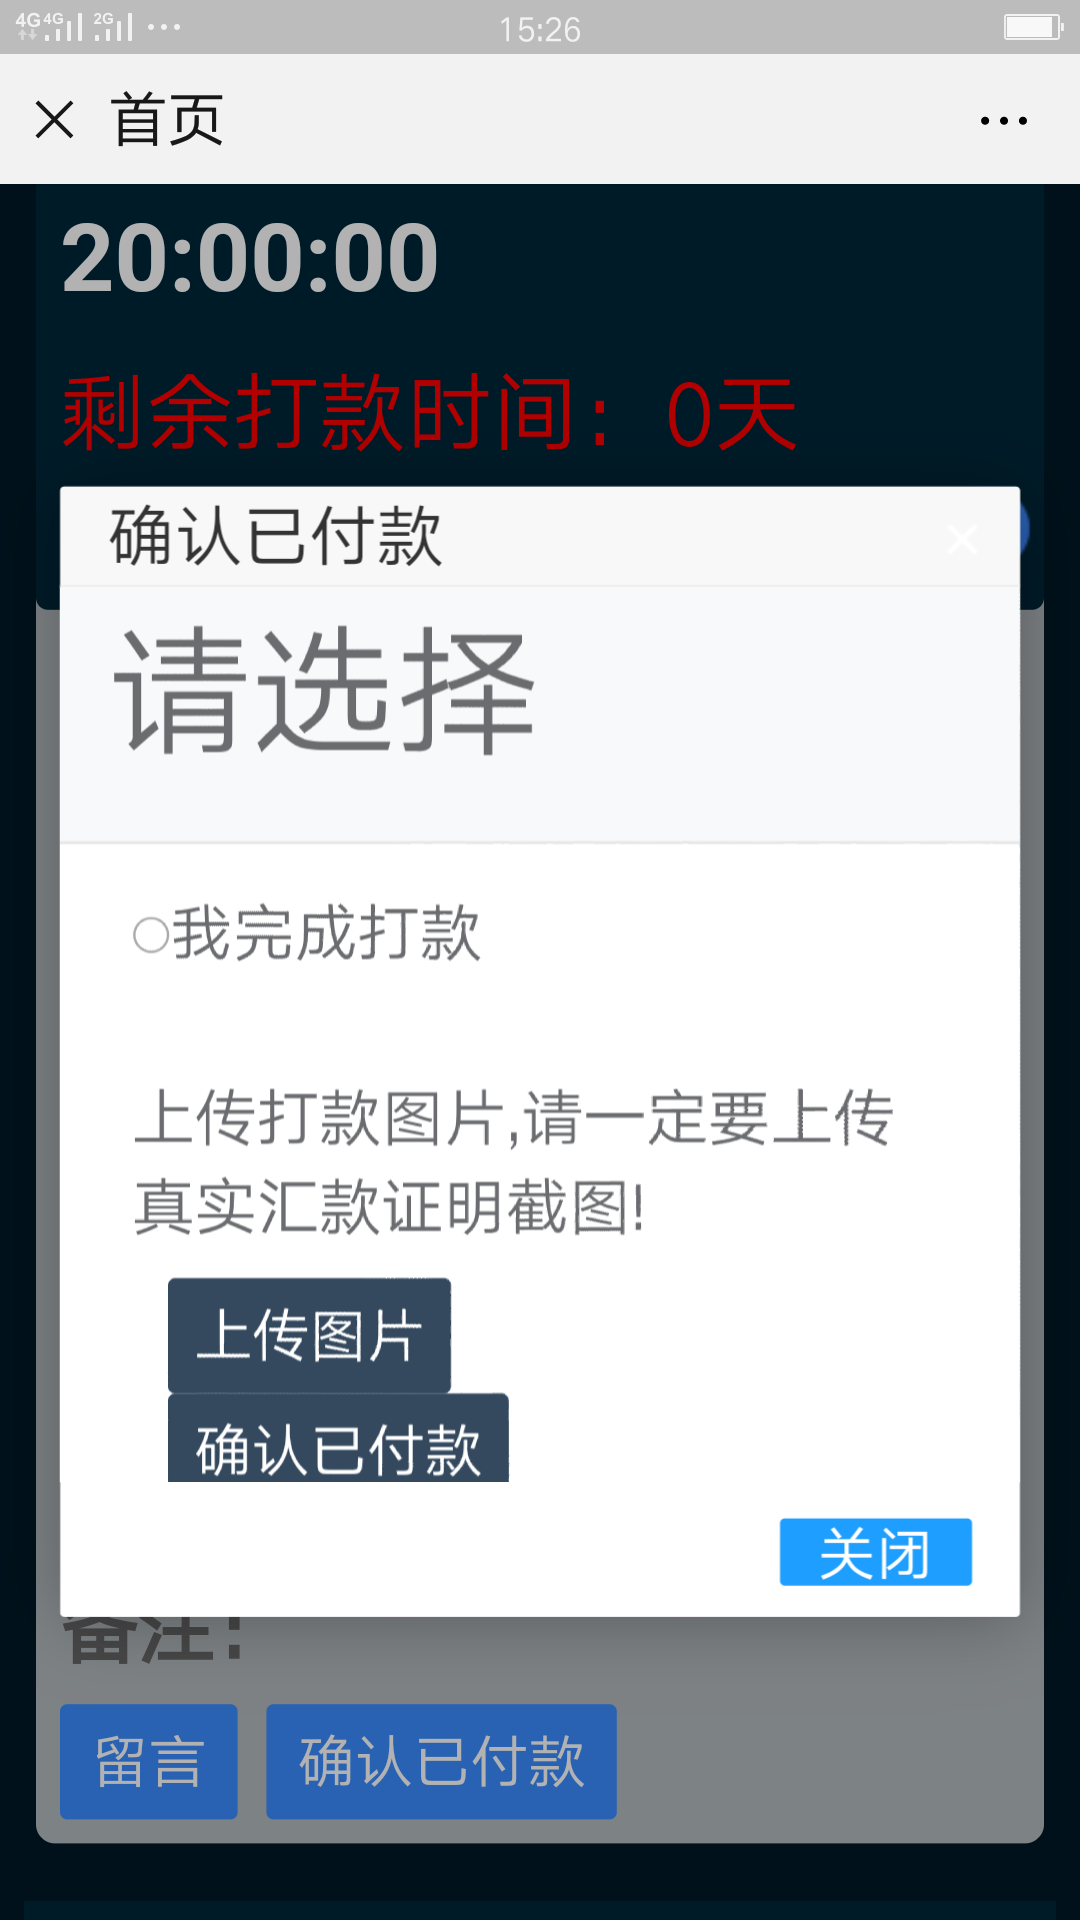 4G 4G 2G ··· 15:26
首页 ···
20:00:00
剩余打款时间：0天
确认已付款
请选择
我完成打款
上传打款图片,请一定要上传
真实汇款证明截图!
上传图片
确认已付款
关闭
备注：
留言 确认已付款